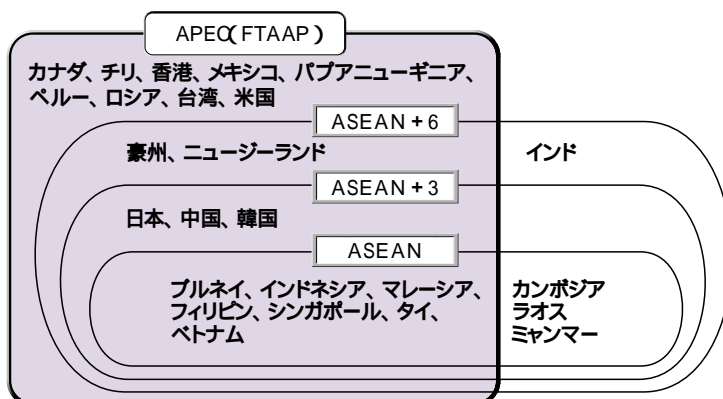 APEC(FTAAP)
カナダ、チリ、香港、メキシコ、パプアニューギニア、
ペルー、ロシア、台湾、米国
ASEAN+6
豪州、ニュージーランド
インド
ASEAN+3
日本、中国、韓国
ASEAN
ブルネイ、インドネシア、マレーシア、
フィリピン、シンガポール、タイ、
ベトナム
カンボジア
ラオス
ミャンマー